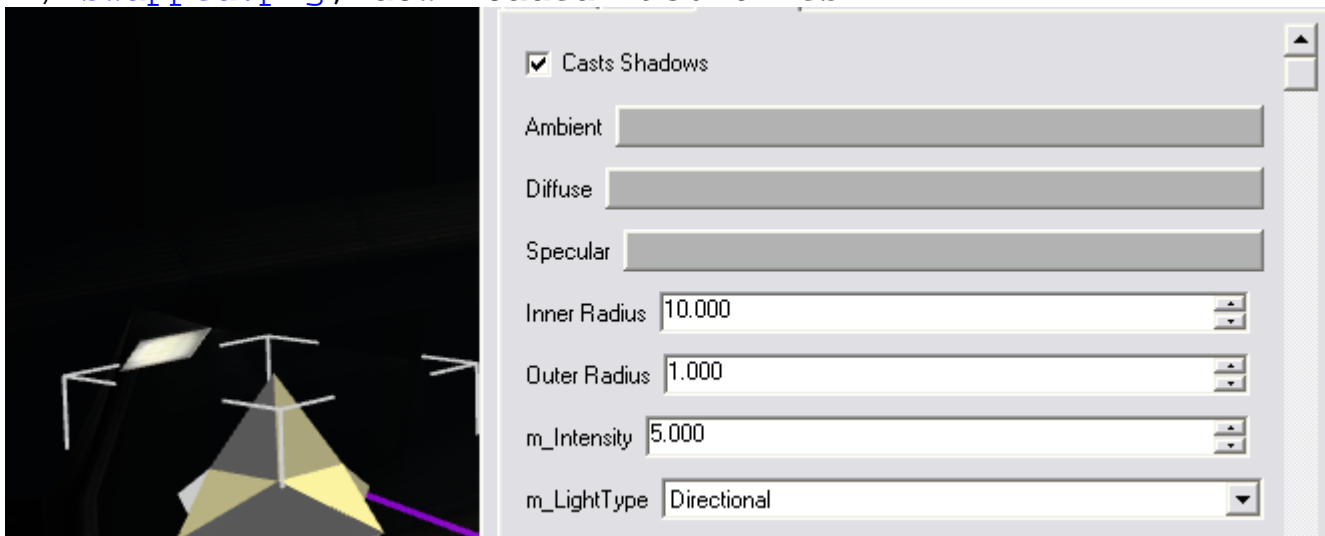 Casts Shadows
Ambient
Diffuse
Specular
Inner Radius 10.000
Outer Radius 1.000
m_Intensity 5.000
m_LightType Directional